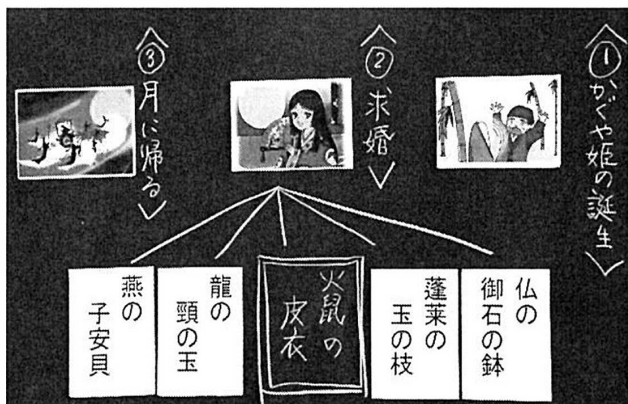 〈①かぐや姫の誕生〉
〈②求婚〉
〈③月に帰る〉
仏の
御石の鉢
蓬莱の
玉の枝
火鼠の
皮衣
龍の
頸の玉
燕の
子安貝